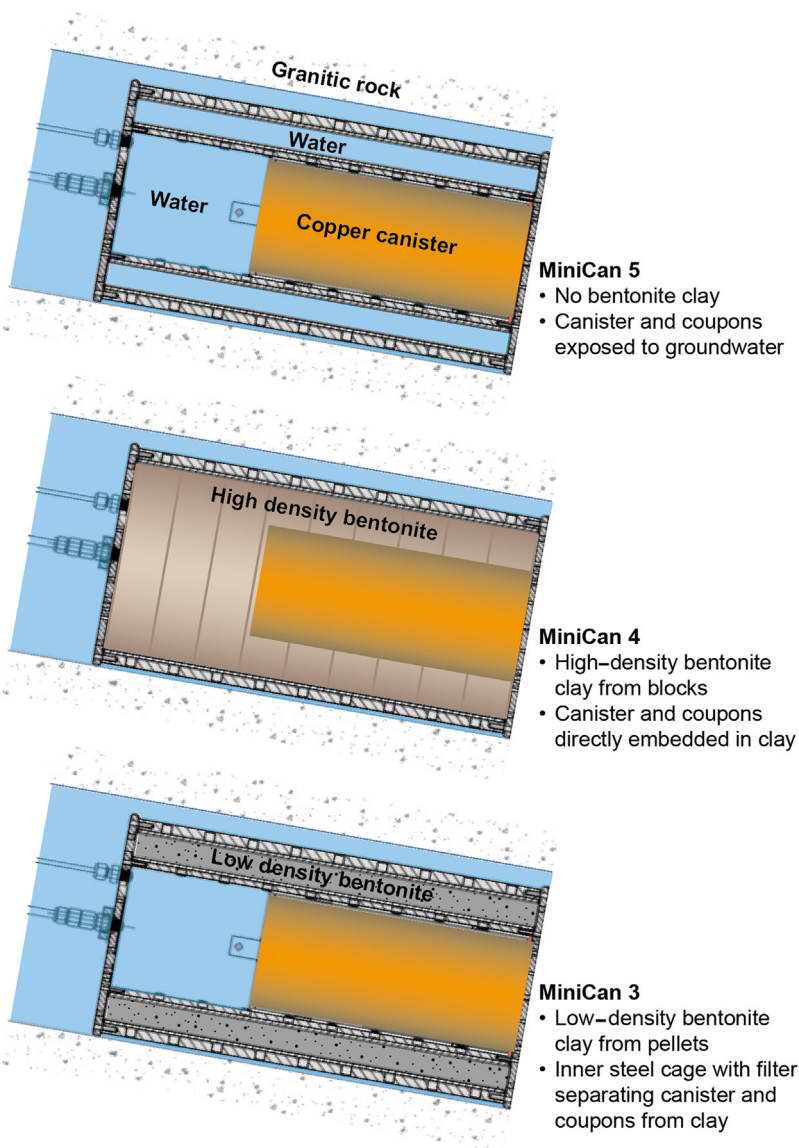 Granitic rock
Water
Water
Copper canister
MiniCan 5
• No bentonite clay
• Canister and coupons
exposed to groundwater
High density bentonite
MiniCan 4
• High–density bentonite
clay from blocks
• Canister and coupons
directly embedded in clay
Low density bentonite
MiniCan 3
• Low–density bentonite
clay from pellets
• Inner steel cage with filter
separating canister and
coupons from clay